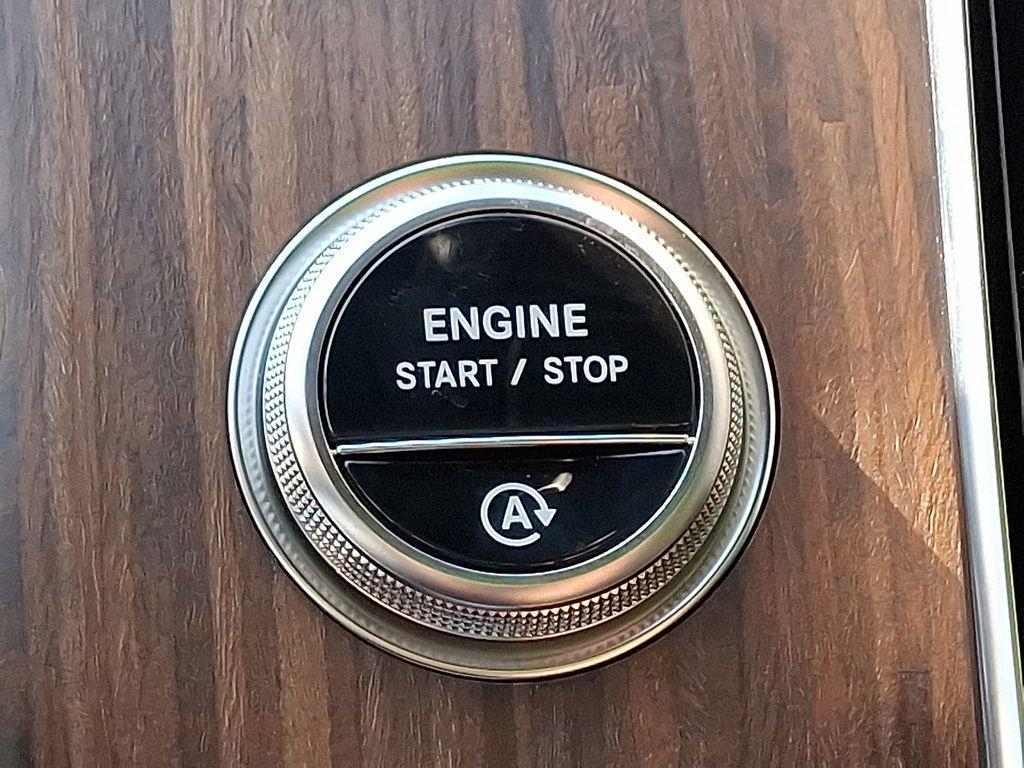 ENGINE
START / STOP
A